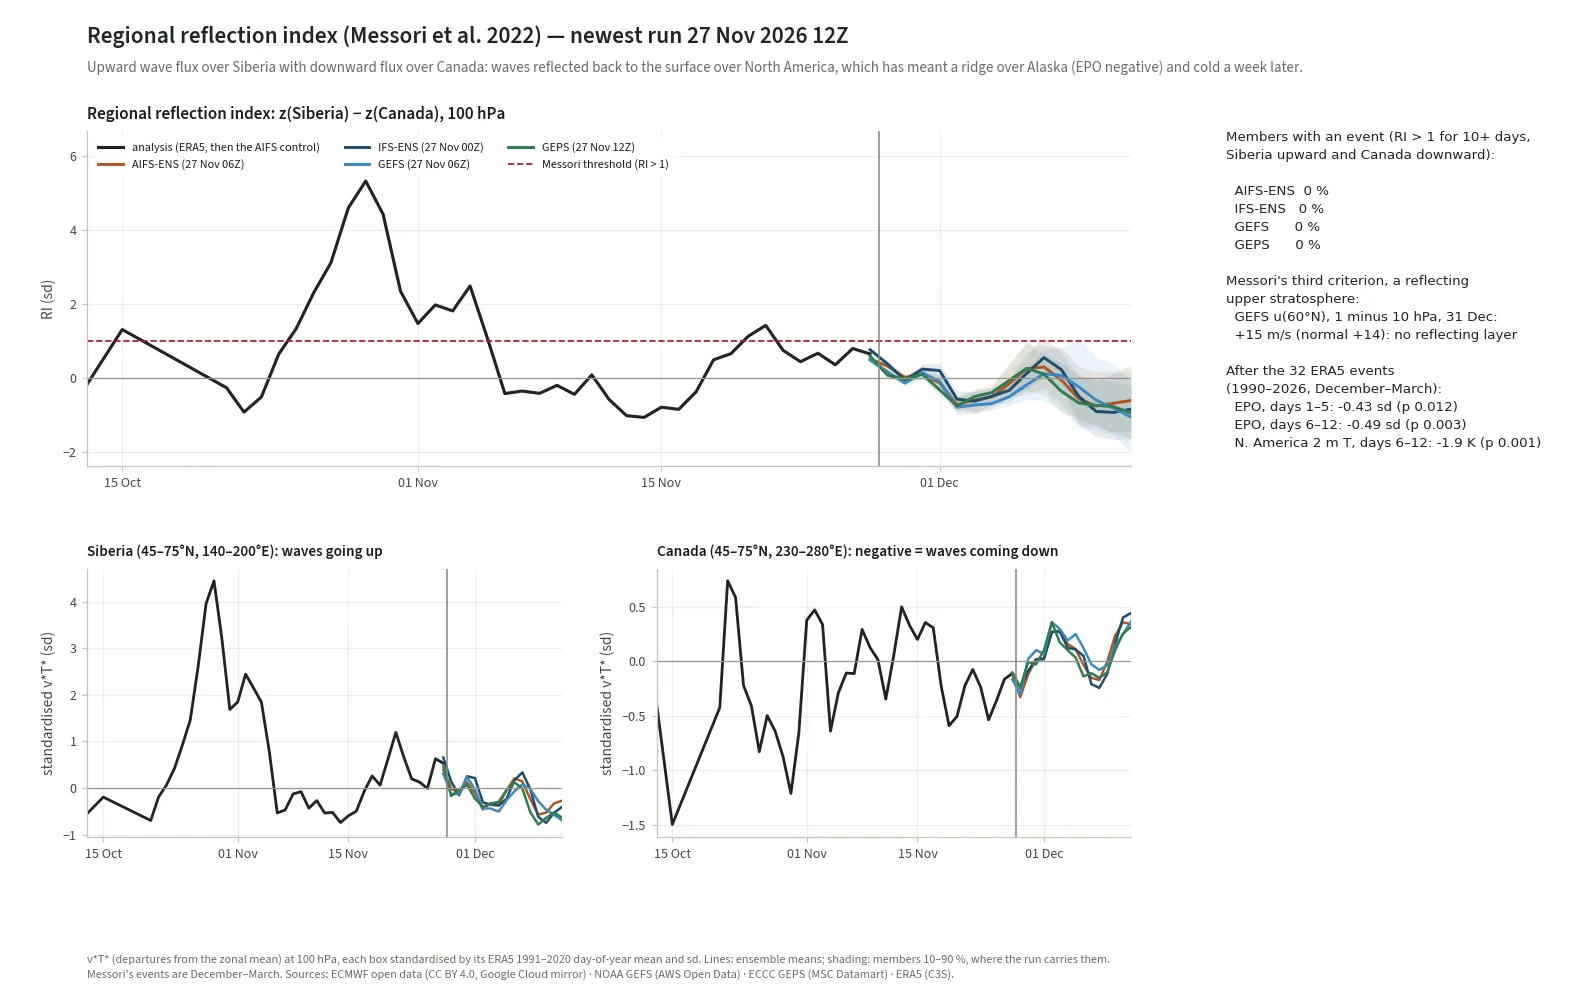 Regional reflection index (Messori et al. 2022) — newest run 27 Nov 2026 12Z
Upward wave flux over Siberia with downward flux over Canada: waves reflected back to the surface over North America, which has meant a ridge over Alaska (EPO negative) and cold a week later.
Regional reflection index: z(Siberia) − z(Canada), 100 hPa
analysis (ERA5, then the AIFS control)
AIFS-ENS (27 Nov 06Z)
IFS-ENS (27 Nov 00Z)
GEFS (27 Nov 06Z)
GEPS (27 Nov 12Z)
Messori threshold (RI > 1)
RI (sd)
6
4
2
0
−2
15 Oct
01 Nov
15 Nov
01 Dec
Members with an event (RI > 1 for 10+ days,
Siberia upward and Canada downward):
AIFS-ENS 0 %
IFS-ENS 0 %
GEFS 0 %
GEPS 0 %
Messori's third criterion, a reflecting
upper stratosphere:
GEFS u(60°N), 1 minus 10 hPa, 31 Dec:
+15 m/s (normal +14): no reflecting layer
After the 32 ERA5 events
(1990–2026, December–March):
EPO, days 1–5: -0.43 sd (p 0.012)
EPO, days 6–12: -0.49 sd (p 0.003)
N. America 2 m T, days 6–12: -1.9 K (p 0.001)
Siberia (45–75°N, 140–200°E): waves going up
standardised v*T* (sd)
4
3
2
1
0
−1
15 Oct
01 Nov
15 Nov
01 Dec
Canada (45–75°N, 230–280°E): negative = waves coming down
standardised v*T* (sd)
0.5
0.0
−0.5
−1.0
−1.5
15 Oct
01 Nov
15 Nov
01 Dec
v*T* (departures from the zonal mean) at 100 hPa, each box standardised by its ERA5 1991–2020 day-of-year mean and sd. Lines: ensemble means; shading: members 10–90 %, where the run carries them.
Messori's events are December–March. Sources: ECMWF open data (CC BY 4.0, Google Cloud mirror) · NOAA GEFS (AWS Open Data) · ECCC GEPS (MSC Datamart) · ERA5 (C3S).